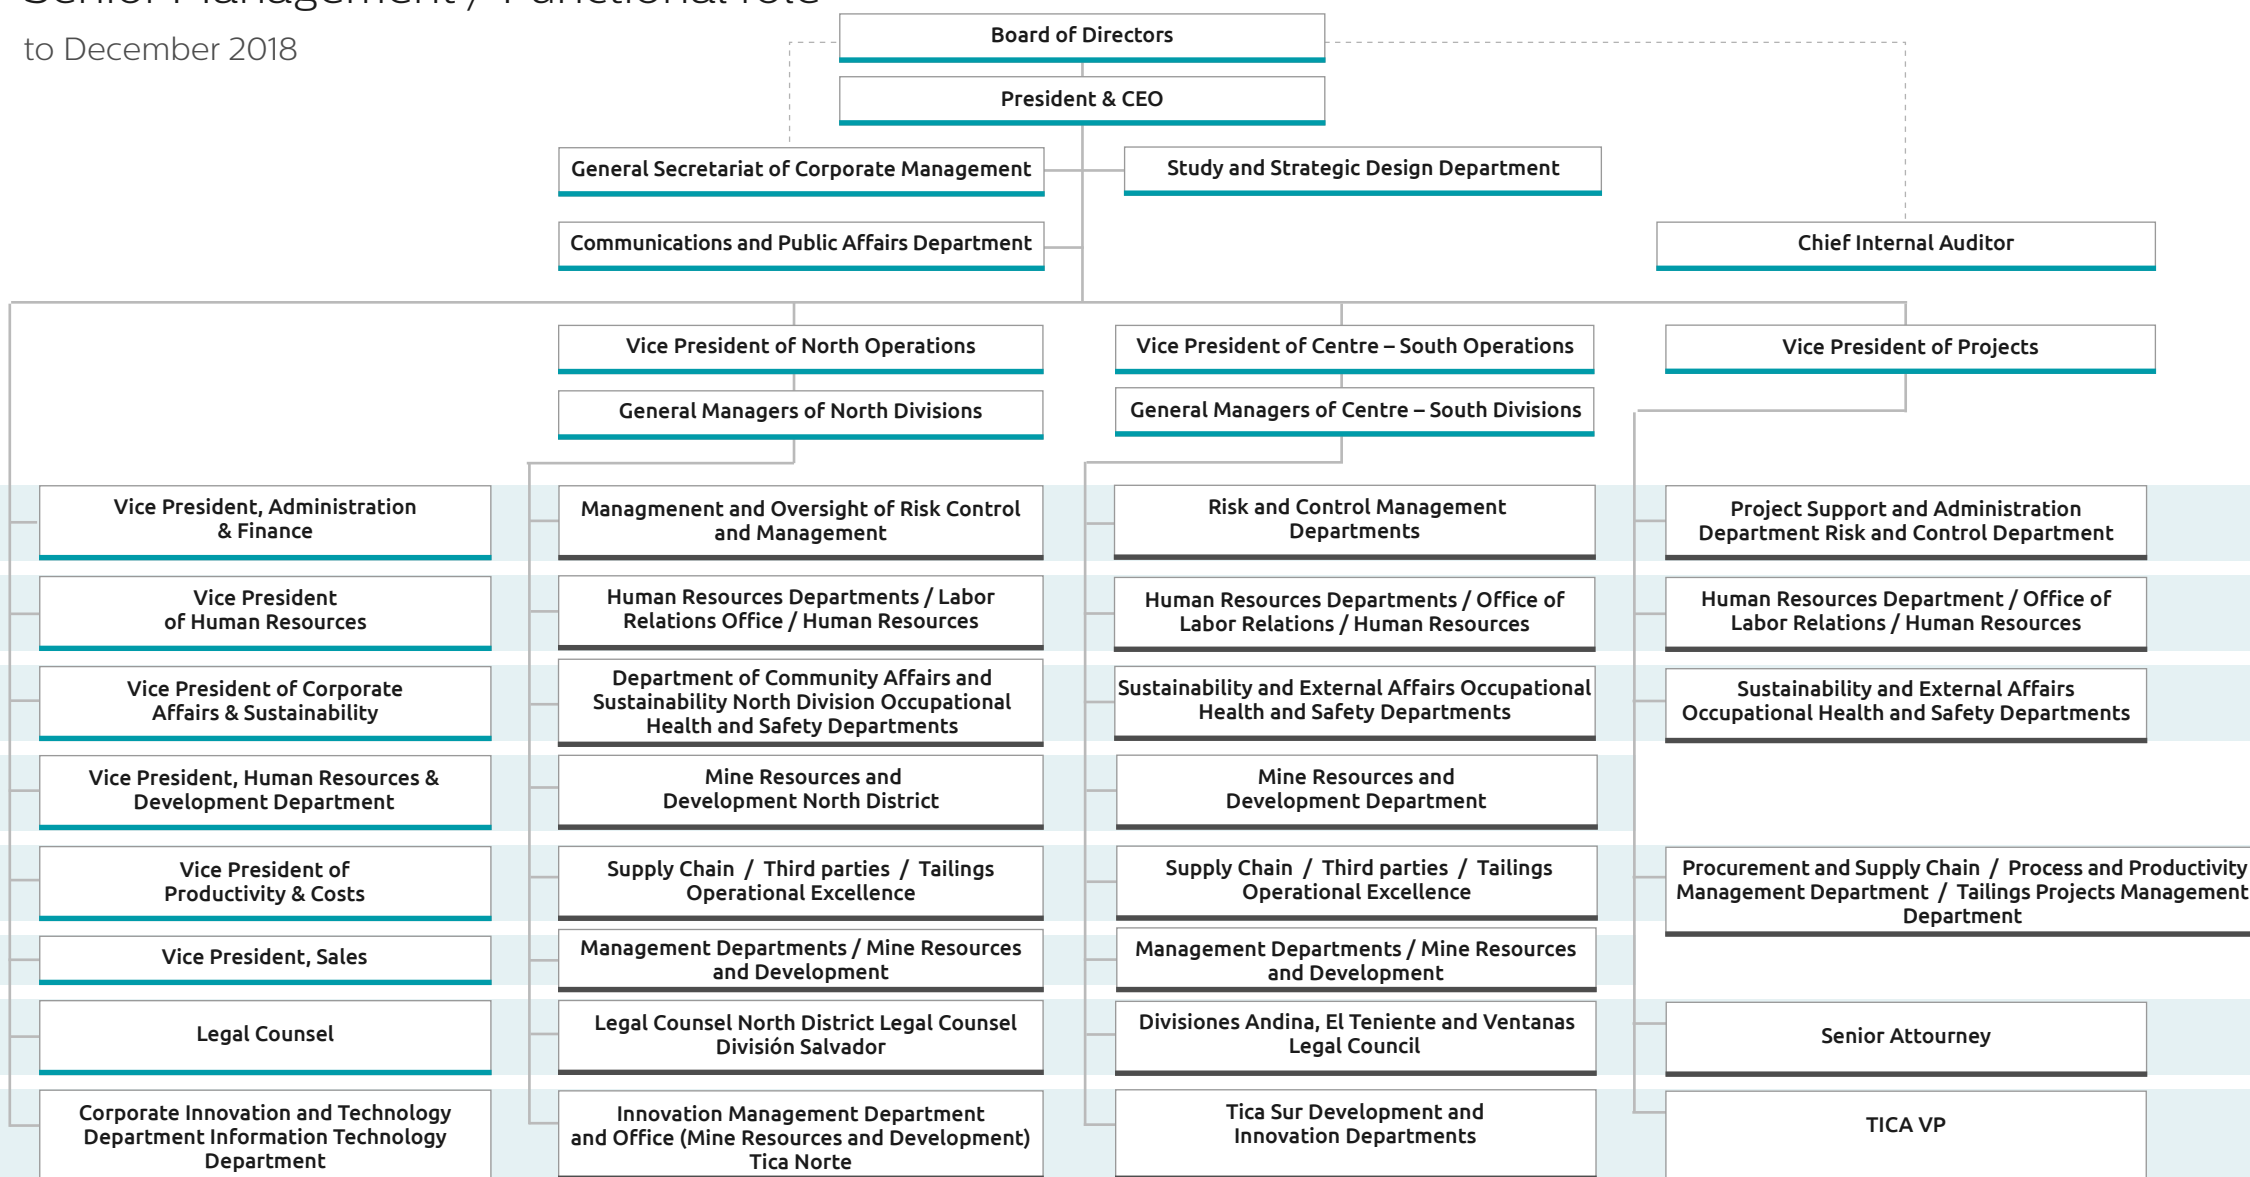 Senior Management / Functional role
to December 2018
Board of Directors
President & CEO
General Secretariat of Corporate Management
Study and Strategic Design Department
Communications and Public Affairs Department
Chief Internal Auditor
Vice President of North Operations
Vice President of Centre – South Operations
Vice President of Projects
General Managers of North Divisions
General Managers of Centre – South Divisions
Vice President, Administration
& Finance
Managmenent and Oversight of Risk Control
and Management
Risk and Control Management
Departments
Project Support and Administration
Department Risk and Control Department
Vice President
of Human Resources
Human Resources Departments / Labor
Relations Office / Human Resources
Human Resources Departments / Office of
Labor Relations / Human Resources
Human Resources Department / Office of
Labor Relations / Human Resources
Vice President of Corporate
Affairs & Sustainability
Department of Community Affairs and
Sustainability North Division Occupational
Health and Safety Departments
Sustainability and External Affairs Occupational
Health and Safety Departments
Sustainability and External Affairs
Occupational Health and Safety Departments
Vice President, Human Resources &
Development Department
Mine Resources and
Development North District
Mine Resources and
Development Department
Vice President of
Productivity & Costs
Supply Chain / Third parties / Tailings
Operational Excellence
Supply Chain / Third parties / Tailings
Operational Excellence
Procurement and Supply Chain / Process and Productivity
Management Department / Tailings Projects Management
Department
Vice President, Sales
Management Departments / Mine Resources
and Development
Management Departments / Mine Resources
and Development
Legal Counsel
Legal Counsel North District Legal Counsel
División Salvador
Divisiones Andina, El Teniente and Ventanas
Legal Council
Senior Attourney
Corporate Innovation and Technology
Department Information Technology
Department
Innovation Management Department
and Office (Mine Resources and Development)
Tica Norte
Tica Sur Development and
Innovation Departments
TICA VP